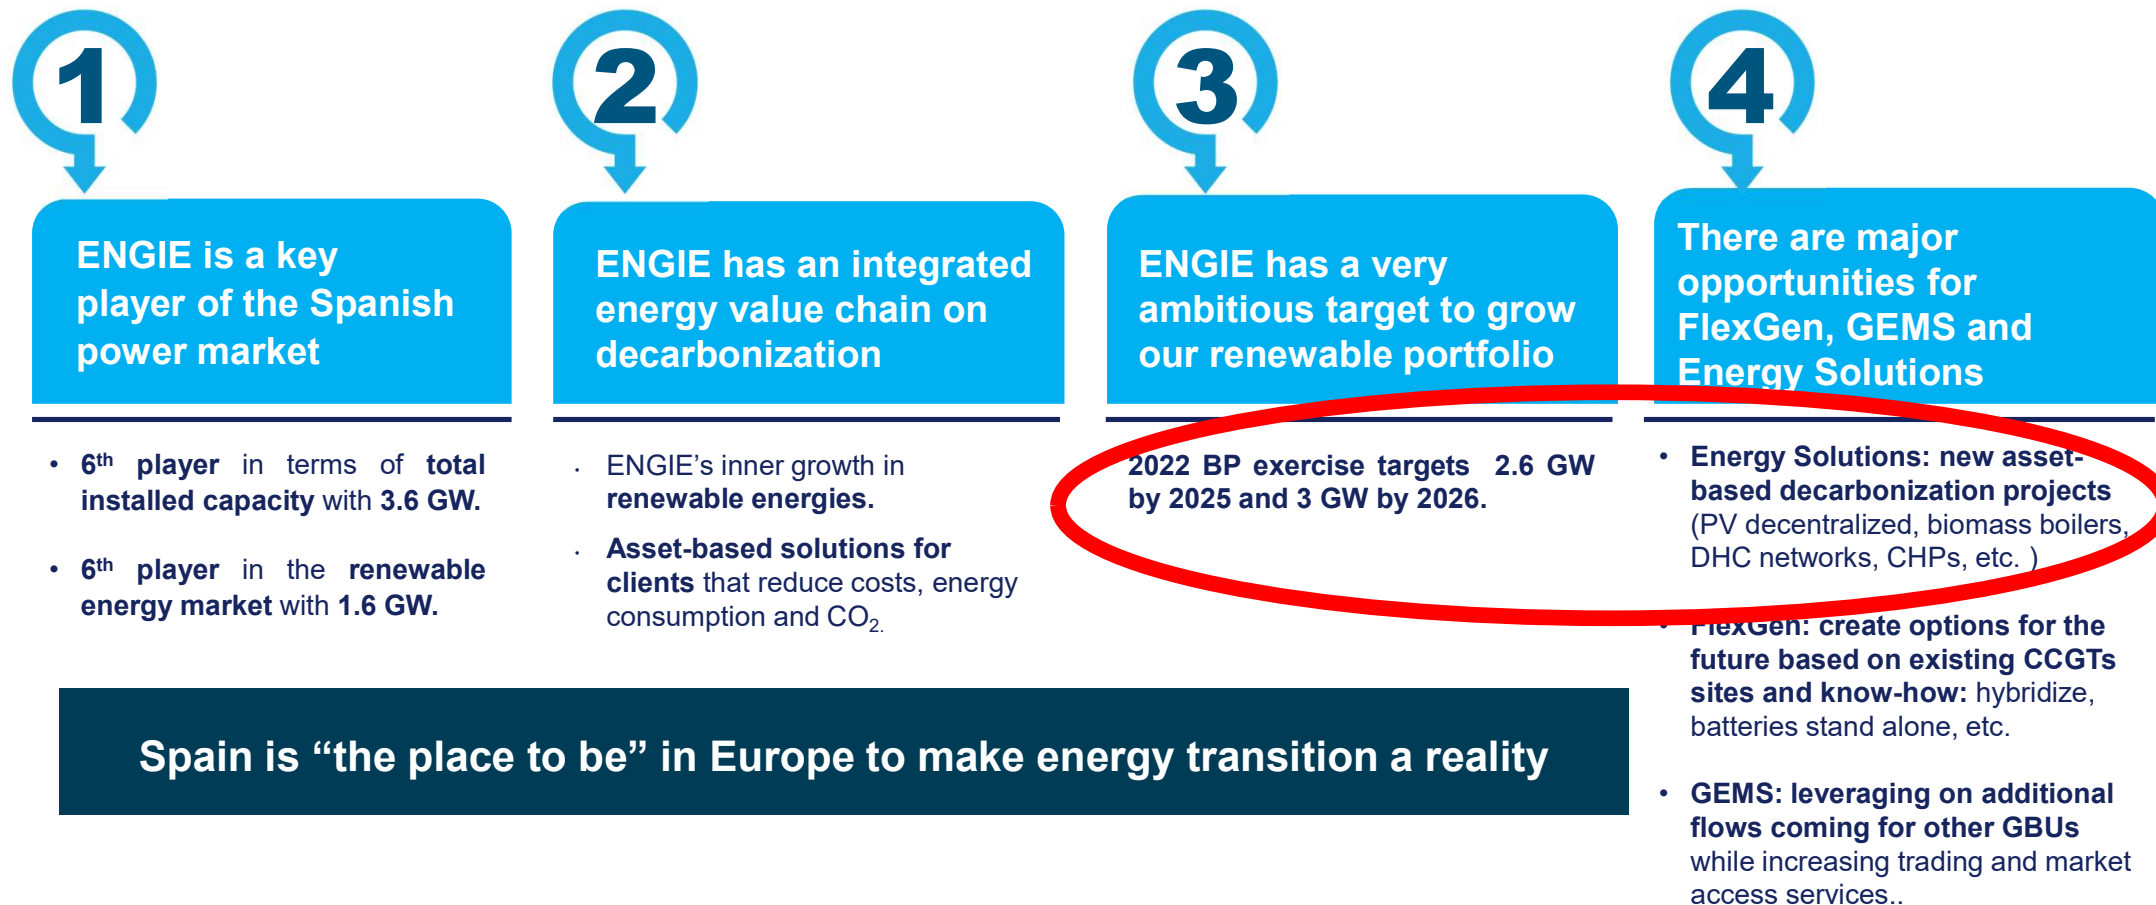 1
ENGIE is a key
player of the Spanish
power market
• 6th player in terms of total
installed capacity with 3.6 GW.
• 6th player in the renewable
energy market with 1.6 GW.
2
ENGIE has an integrated
energy value chain on
decarbonization
• ENGIE’s inner growth in
renewable energies.
• Asset-based solutions for
clients that reduce costs, energy
consumption and CO2.
3
ENGIE has a very
ambitious target to grow
our renewable portfolio
2022 BP exercise targets 2.6 GW
by 2025 and 3 GW by 2026.
4
There are major
opportunities for
FlexGen, GEMS and
Energy Solutions
• Energy Solutions: new asset-
based decarbonization projects
(PV decentralized, biomass boilers,
DHC networks, CHPs, etc. )
• FlexGen: create options for the
future based on existing CCGTs
sites and know-how: hybridize,
batteries stand alone, etc.
• GEMS: leveraging on additional
flows coming for other GBUs
while increasing trading and market
access services..
Spain is “the place to be” in Europe to make energy transition a reality